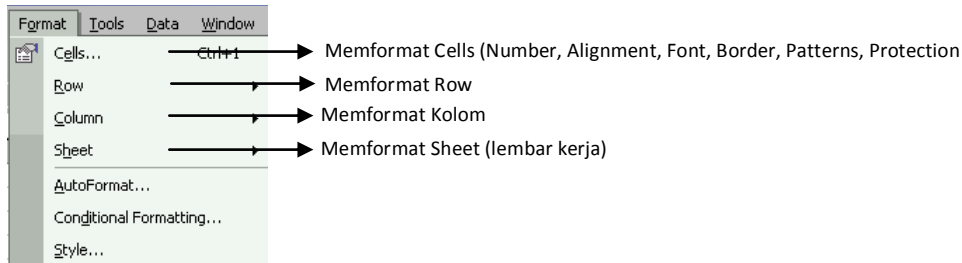 Format Tools Data Window
Cells... Ctrl+1 Memformat Cells (Number, Alignment, Font, Border, Patterns, Protection
Row Memformat Row
Column Memformat Kolom
Sheet Memformat Sheet (lembar kerja)
AutoFormat...
Conditional Formatting...
Style...